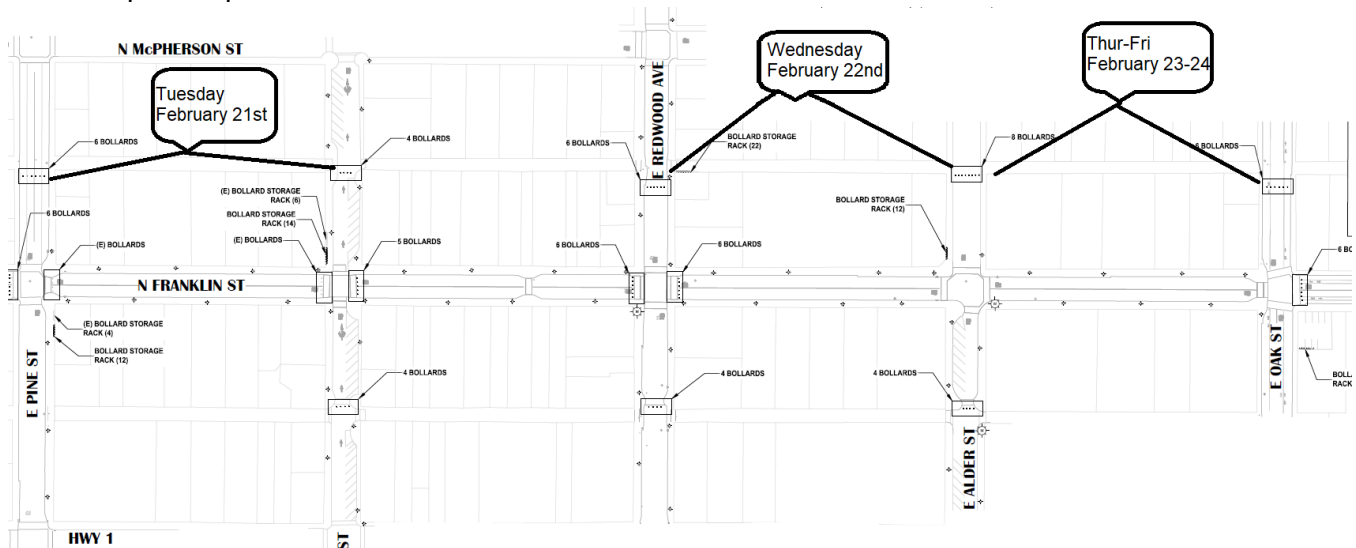 N McPHERSON ST
Tuesday
February 21st
E REDWOOD AVE
Wednesday
February 22nd
Thur-Fri
February 23-24
6 BOLLARDS
4 BOLLARDS
6 BOLLARDS
BOLLARD STORAGE
RACK (22)
8 BOLLARDS
6 BOLLARDS
(E) BOLLARD STORAGE
RACK (6)
BOLLARD STORAGE
RACK (14)
(E) BOLLARDS
6 BOLLARDS
(E) BOLLARDS
5 BOLLARDS
6 BOLLARDS
6 BOLLARDS
BOLLARD STORAGE
RACK (12)
N FRANKLIN ST
(E) BOLLARD STORAGE
RACK (4)
BOLLARD STORAGE
RACK (12)
E PINE ST
4 BOLLARDS
4 BOLLARDS
4 BOLLARDS
E OAK ST
E ALDER ST
HWY 1
ST